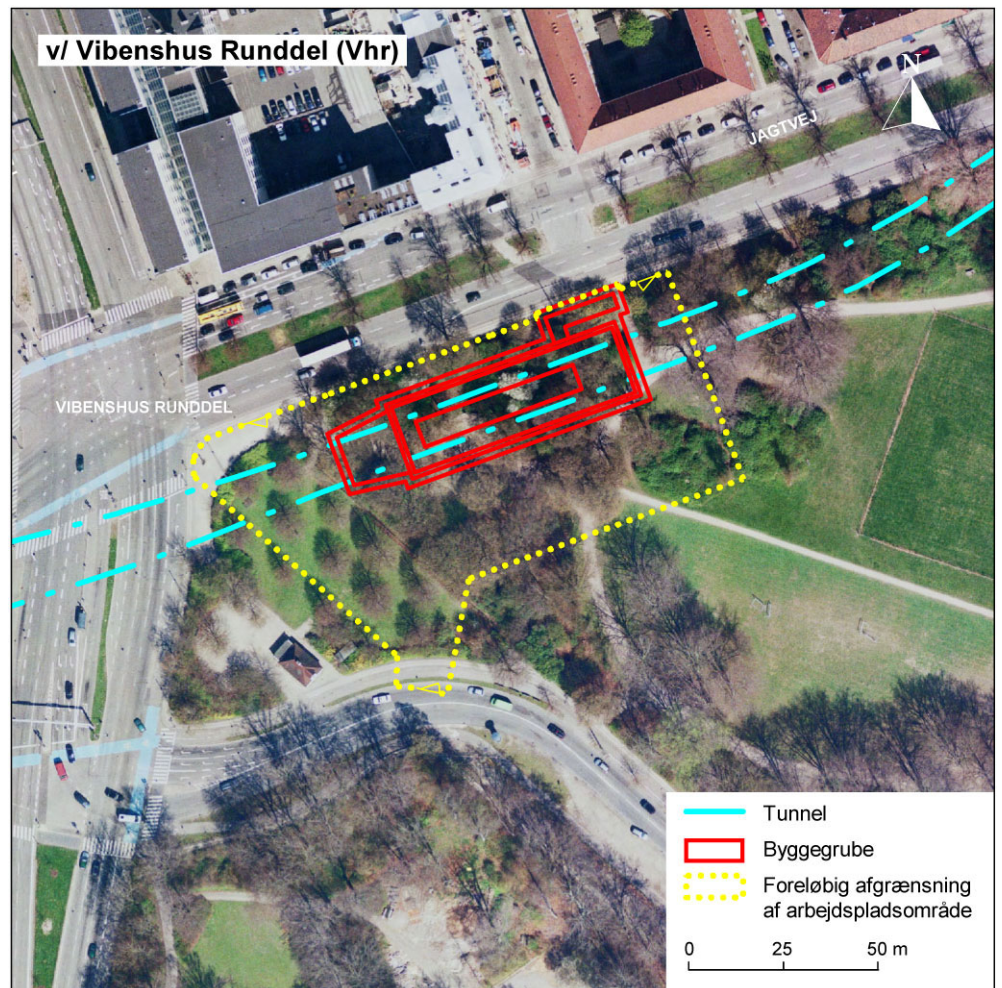 v/ Vibenshus Runddel (Vhr)
N
JAGTVEJ
VIBENSHUS RUNDDEL
Tunnel
Byggegrube
Foreløbig afgrænsning
af arbejdspladsområde
0 25 50 m